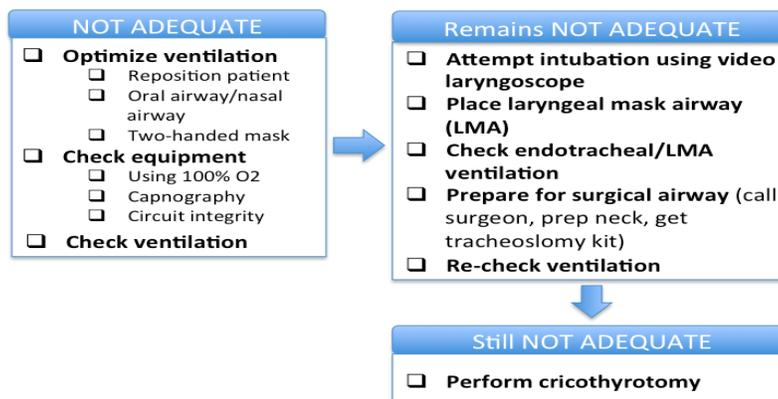 NOT ADEQUATE
❑ Optimize ventilation
❑ Reposition patient
❑ Oral airway/nasal
airway
❑ Two-handed mask
❑ Check equipment
❑ Using 100% O2
❑ Capnography
❑ Circuit integrity
❑ Check ventilation
Remains NOT ADEQUATE
❑ Attempt intubation using video
laryngoscope
❑ Place laryngeal mask airway
(LMA)
❑ Check endotracheal/LMA
ventilation
❑ Prepare for surgical airway (call
surgeon, prep neck, get
tracheoslomy kit)
❑ Re-check ventilation
Still NOT ADEQUATE
❑ Perform cricothyrotomy